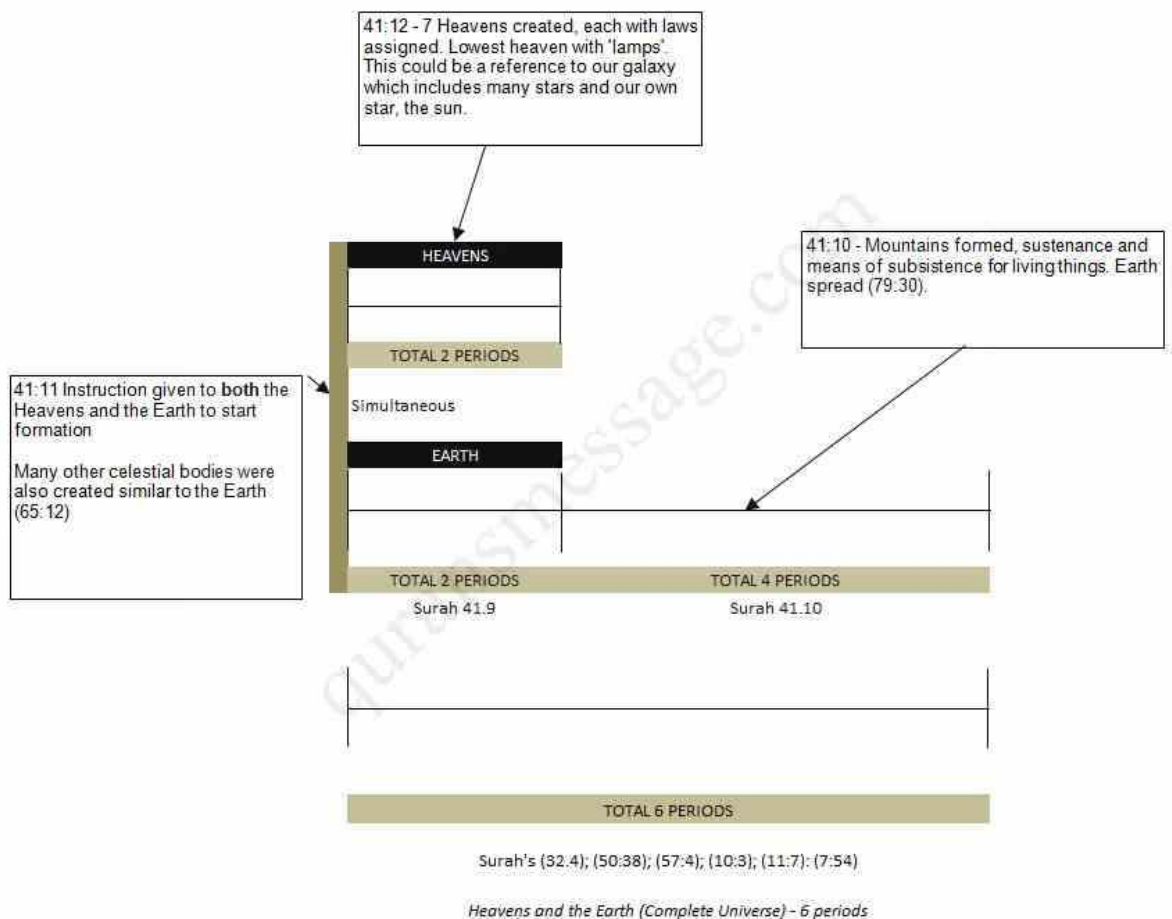 41:12 - 7 Heavens created, each with laws
assigned. Lowest heaven with 'lamps'.
This could be a reference to our galaxy
which includes many stars and our own
star, the sun.
HEAVENS
TOTAL 2 PERIODS
41:10 - Mountains formed, sustenance and
means of subsistence for living things. Earth
spread (79:30).
41:11 Instruction given to both the
Heavens and the Earth to start
formation
Many other celestial bodies were
also created similar to the Earth
(65:12)
Simultaneous
EARTH
TOTAL 2 PERIODS
TOTAL 4 PERIODS
Surah 41.9
Surah 41.10
TOTAL 6 PERIODS
Surah's (32.4); (50:38); (57:4); (10:3); (11:7): (7:54)
Heavens and the Earth (Complete Universe) - 6 periods
quransmessage.com